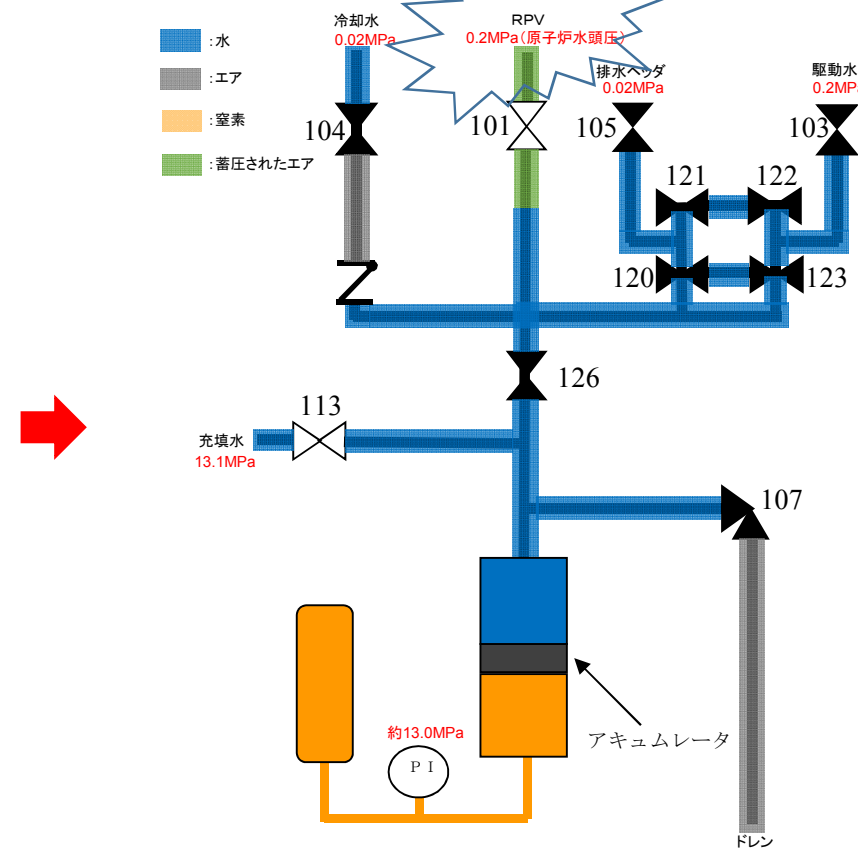 :水
:エア
:窒素
:蓄圧されたエア
冷却水
0.02MPa
RPV
0.2MPa(原子炉水頭圧)
排水ヘッダ
0.02MPa
駆動水
0.2MPa
104
101
105
103
121
122
120
123
126
113
充填水
13.1MPa
107
約13.0MPa
ＰＩ
アキュムレータ
ドレン